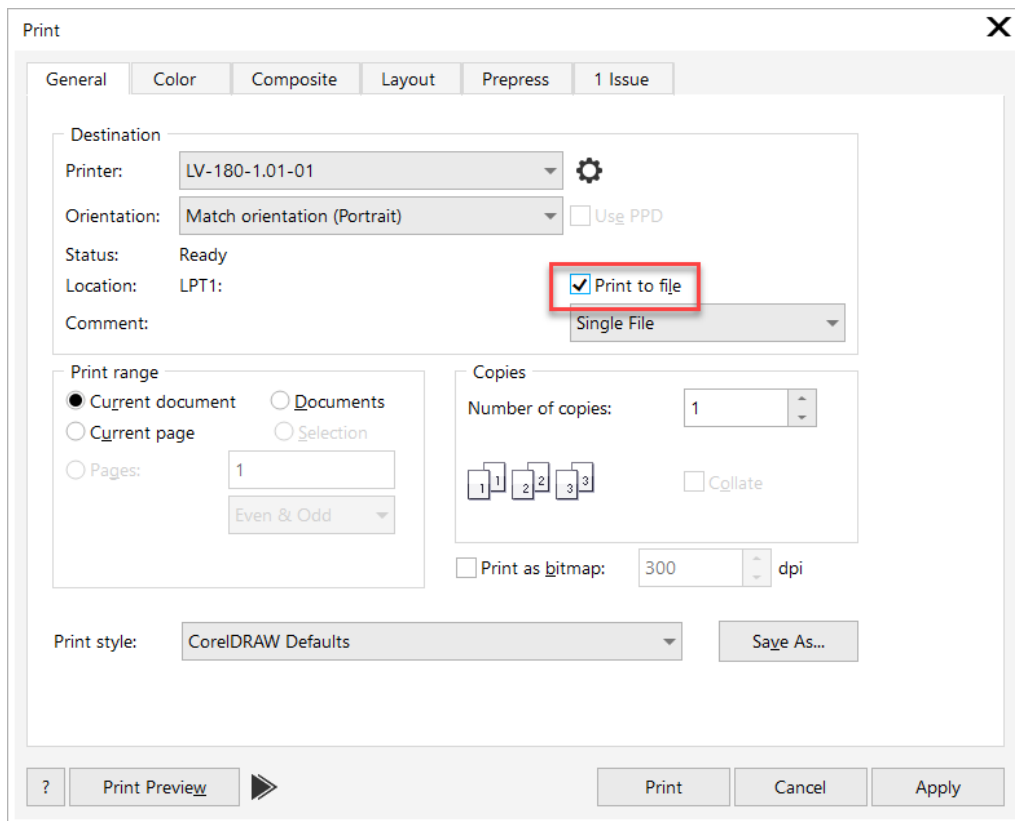 Print
General Color Composite Layout Prepress 1 Issue
Destination
Printer: LV-180-1.01-01
Orientation: Match orientation (Portrait) Use PPD
Status: Ready
Location: LPT1: Print to file
Comment: Single File
Print range
Current document Documents
Current page Selection
Pages: 1
Even & Odd
Copies
Number of copies: 1
1 1 2 2 3 3 Collate
Print as bitmap: 300 dpi
Print style: CorelDRAW Defaults Save As...
? Print Preview Print Cancel Apply